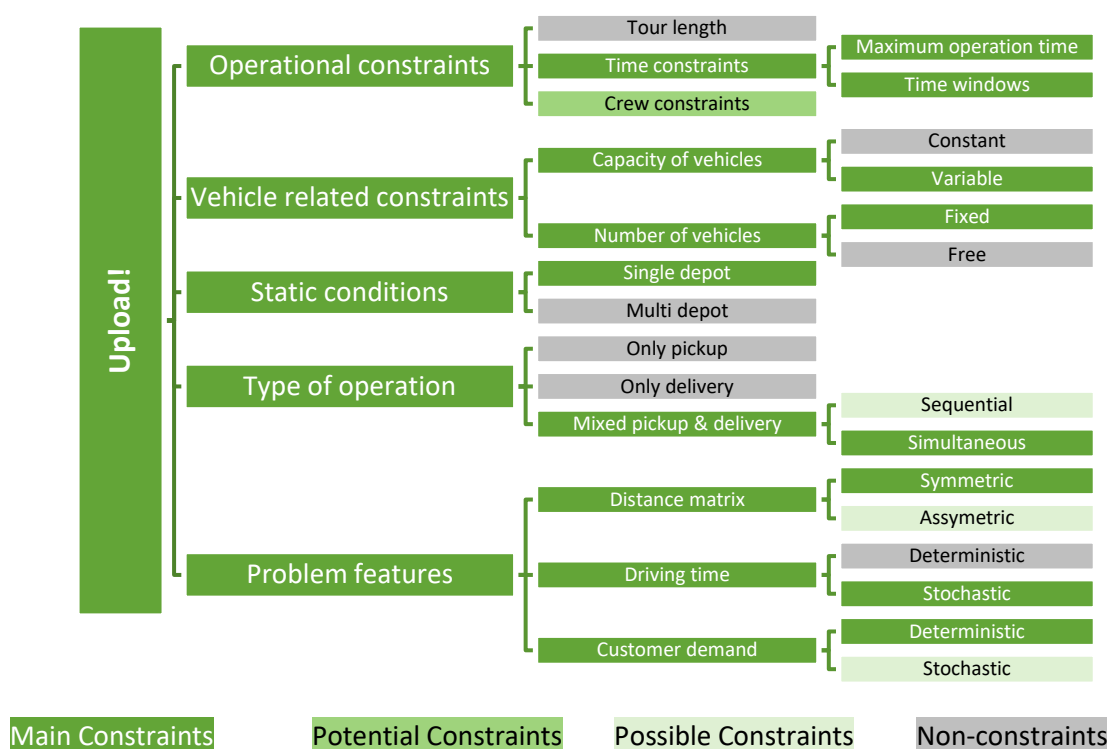 Upload!
Operational constraints
Tour length
Time constraints
Maximum operation time
Time windows
Crew constraints
Vehicle related constraints
Capacity of vehicles
Constant
Variable
Number of vehicles
Fixed
Free
Static conditions
Single depot
Multi depot
Type of operation
Only pickup
Only delivery
Mixed pickup & delivery
Sequential
Simultaneous
Problem features
Distance matrix
Symmetric
Assymetric
Driving time
Deterministic
Stochastic
Customer demand
Deterministic
Stochastic
Main Constraints
Potential Constraints
Possible Constraints
Non-constraints